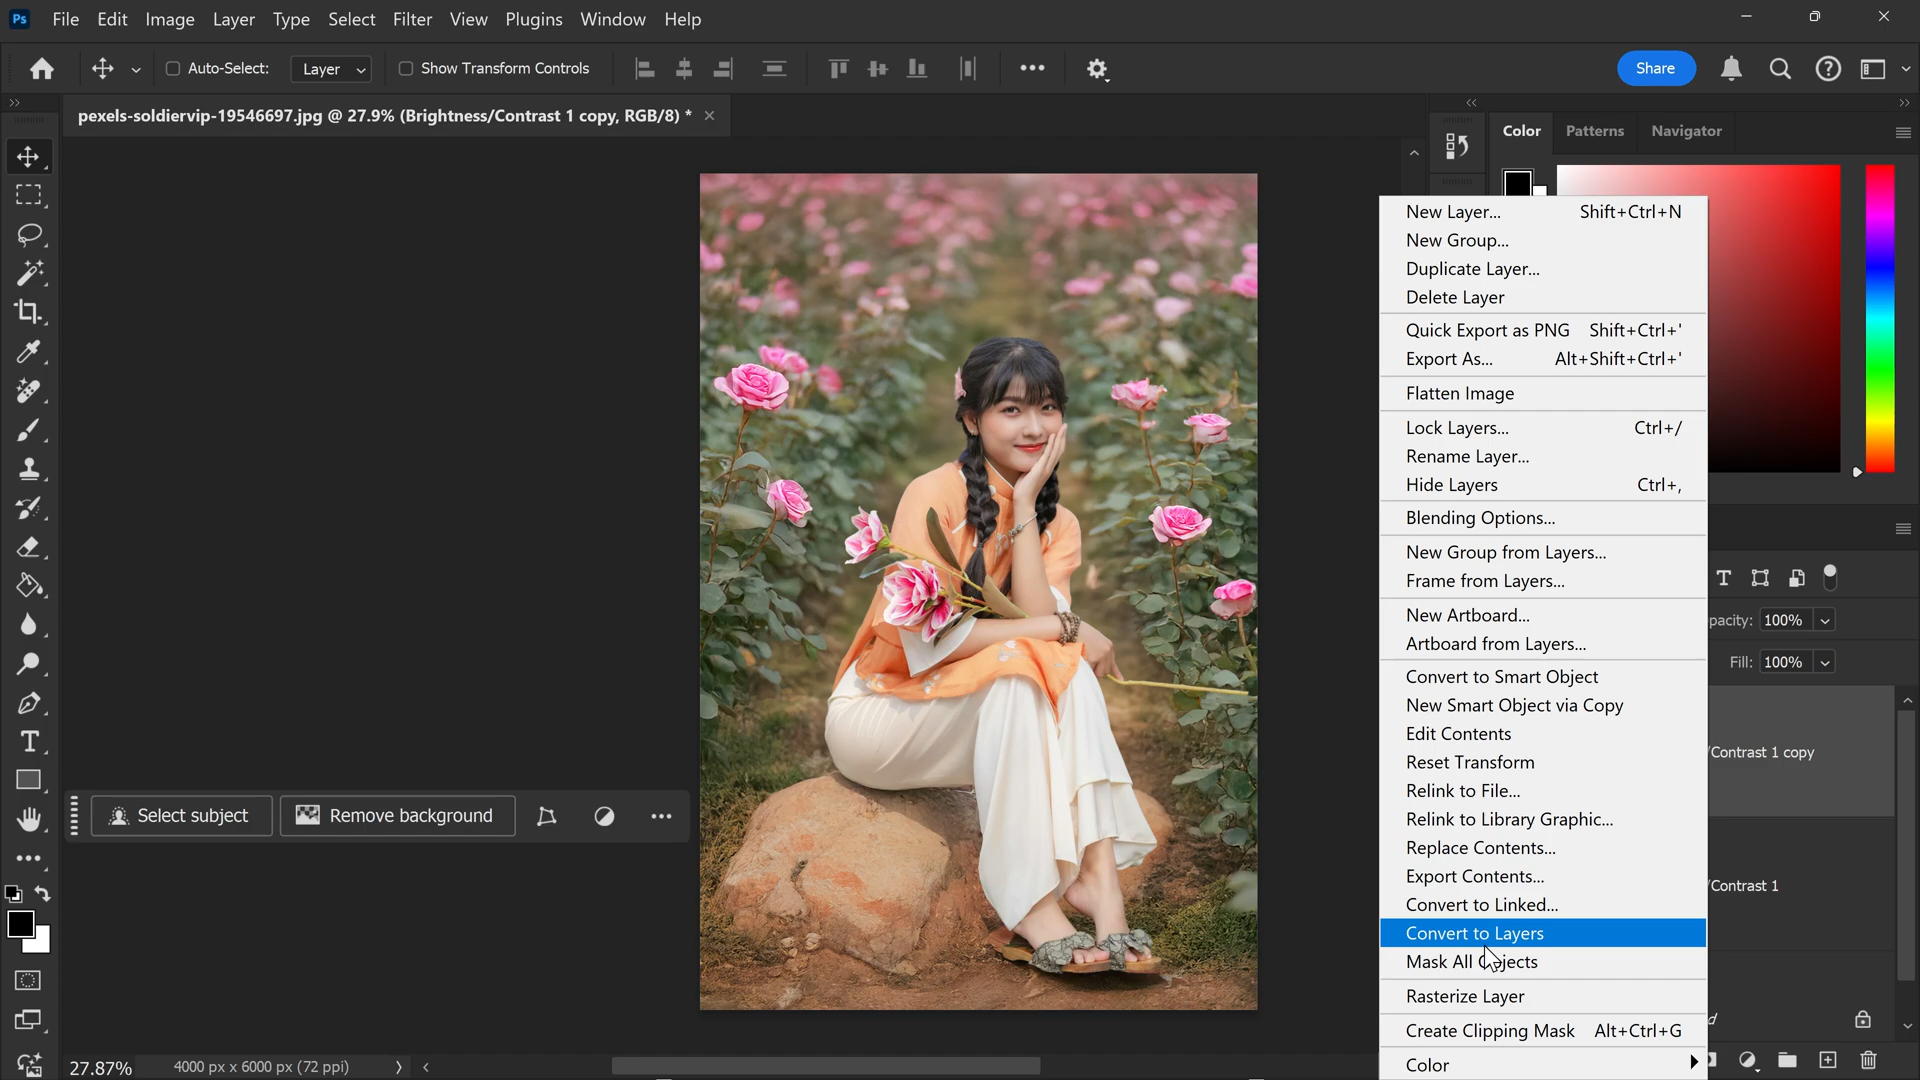 Ps File Edit Image Layer Type Select Filter View Plugins Window Help
Auto-Select: Layer Show Transform Controls Share
pexels-soldiervip-19546697.jpg @ 27.9% (Brightness/Contrast 1 copy, RGB/8) *
Color Patterns Navigator
New Layer... Shift+Ctrl+N
New Group...
Duplicate Layer...
Delete Layer
Quick Export as PNG Shift+Ctrl+'
Export As... Alt+Shift+Ctrl+'
Flatten Image
Lock Layers... Ctrl+/
Rename Layer...
Hide Layers Ctrl+,
Blending Options...
New Group from Layers...
Frame from Layers...
New Artboard...
Artboard from Layers...
Convert to Smart Object
New Smart Object via Copy
Edit Contents
Reset Transform
Relink to File...
Relink to Library Graphic...
Replace Contents...
Export Contents...
Convert to Linked...
Convert to Layers
Mask All Objects
Rasterize Layer
Create Clipping Mask Alt+Ctrl+G
Color
pacity: 100%
Fill: 100%
/Contrast 1 copy
/Contrast 1
d
Select subject Remove background
27.87% 4000 px x 6000 px (72 ppi)